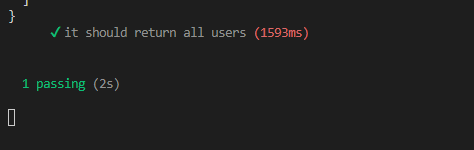 ]
}
✓ it should return all users (1593ms)
1 passing (2s)